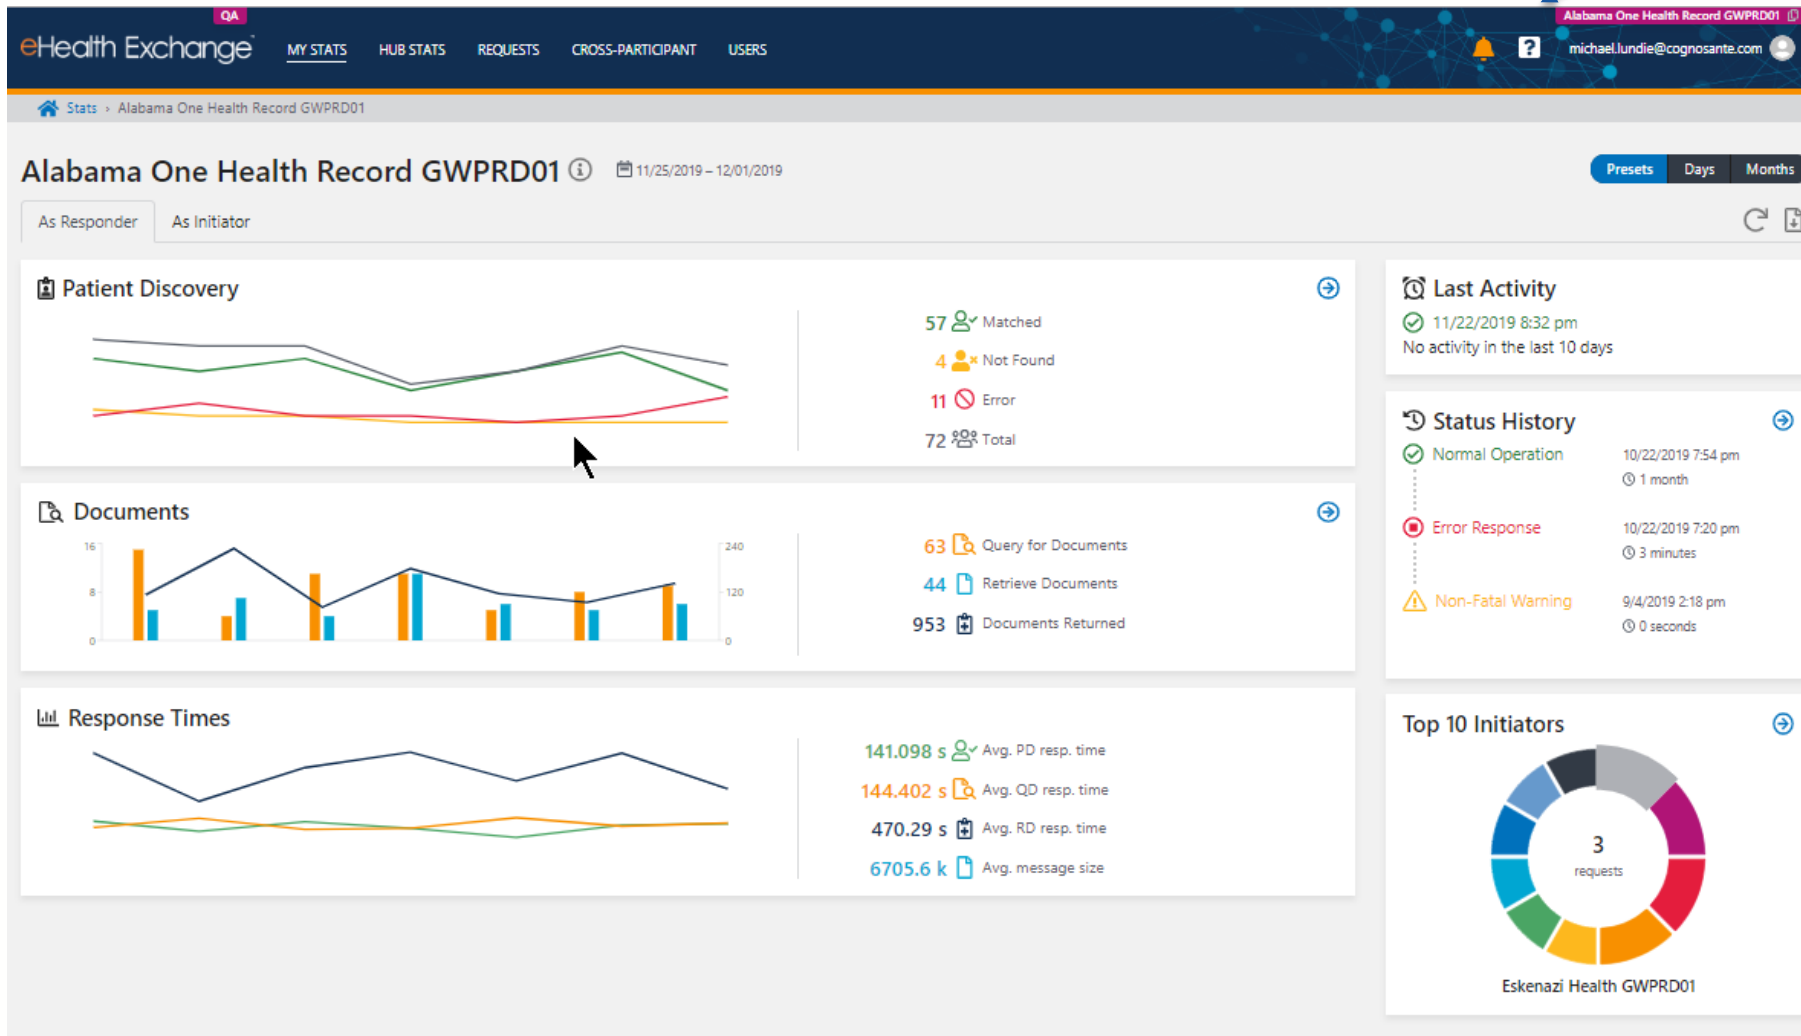 QA
Alabama One Health Record GWPRD01
eHealth Exchange
MY STATS HUB STATS REQUESTS CROSS-PARTICIPANT USERS
?
michael.lundie@cognosante.com
Stats › Alabama One Health Record GWPRD01
Alabama One Health Record GWPRD01
11/25/2019 – 12/01/2019
Presets Days Months
As Responder As Initiator
Patient Discovery
57 Matched
4 Not Found
11 Error
72 Total
Last Activity
11/22/2019 8:32 pm
No activity in the last 10 days
Status History
Normal Operation 10/22/2019 7:54 pm
1 month
Error Response 10/22/2019 7:20 pm
3 minutes
Non-Fatal Warning 9/4/2019 2:18 pm
0 seconds
Documents
16 240
8 120
0 0
63 Query for Documents
44 Retrieve Documents
953 Documents Returned
Response Times
141.098 s Avg. PD resp. time
144.402 s Avg. QD resp. time
470.29 s Avg. RD resp. time
6705.6 k Avg. message size
Top 10 Initiators
3
requests
Eskenazi Health GWPRD01